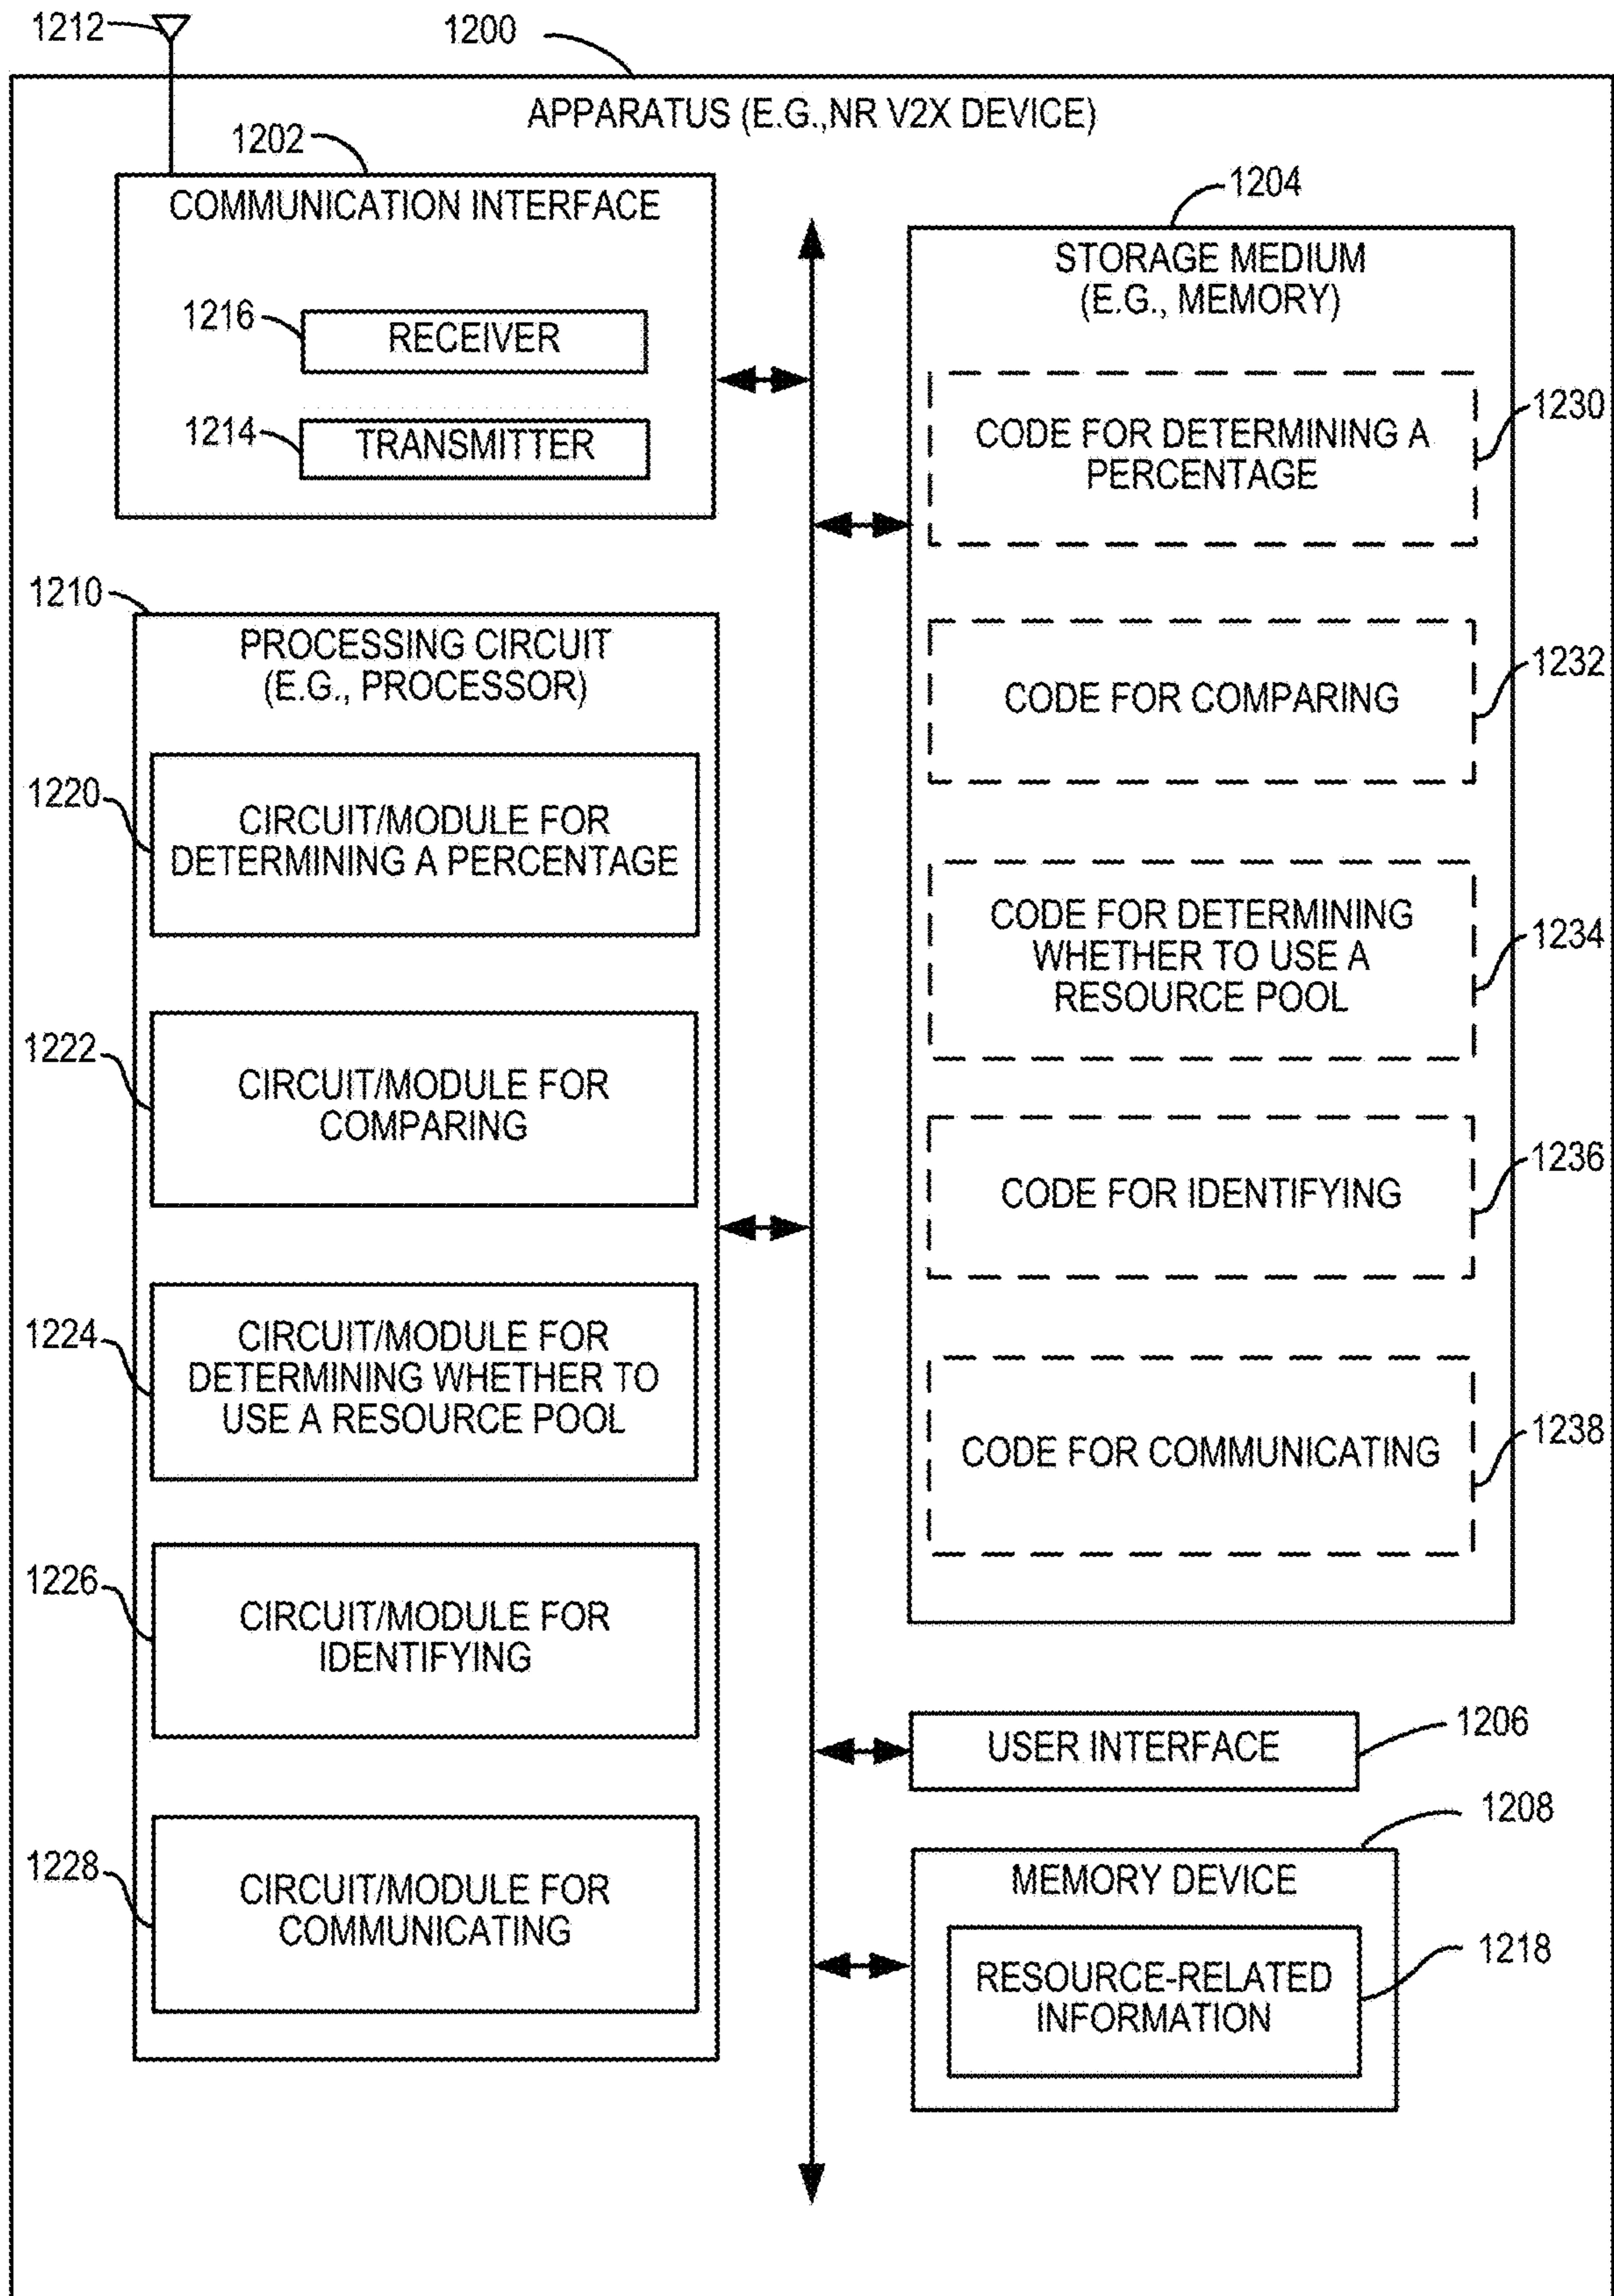 1212
1200
APPARATUS (E.G.,NR V2X DEVICE)
1202
COMMUNICATION INTERFACE
1216
RECEIVER
1214
TRANSMITTER
1210
PROCESSING CIRCUIT
(E.G., PROCESSOR)
1220
CIRCUIT/MODULE FOR
DETERMINING A PERCENTAGE
1222
CIRCUIT/MODULE FOR
COMPARING
1224
CIRCUIT/MODULE FOR
DETERMINING WHETHER TO
USE A RESOURCE POOL
1226
CIRCUIT/MODULE FOR
IDENTIFYING
1228
CIRCUIT/MODULE FOR
COMMUNICATING
1204
STORAGE MEDIUM
(E.G., MEMORY)
1230
CODE FOR DETERMINING A
PERCENTAGE
1232
CODE FOR COMPARING
1234
CODE FOR DETERMINING
WHETHER TO USE A
RESOURCE POOL
1236
CODE FOR IDENTIFYING
1238
CODE FOR COMMUNICATING
1206
USER INTERFACE
1208
MEMORY DEVICE
1218
RESOURCE-RELATED
INFORMATION